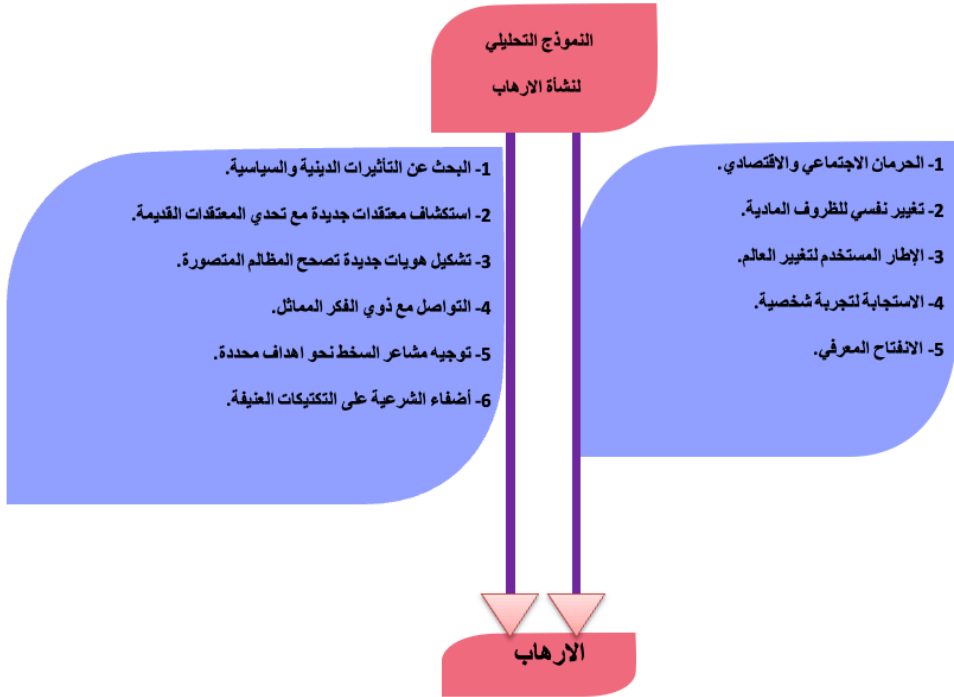 النموذج التحليلي
لنشأة الارهاب
1- الحرمان الاجتماعي والاقتصادي.
2- تغيير نفسي للظروف المادية.
3- الإطار المستخدم لتغيير العالم.
4- الاستجابة لتجربة شخصية.
5- الانفتاح المعرفي.
1- البحث عن التأثيرات الدينية والسياسية.
2- استكشاف معتقدات جديدة مع تحدي المعتقدات القديمة.
3- تشكيل هويات جديدة تصحح المظالم المتصورة.
4- التواصل مع ذوي الفكر المماثل.
5- توجيه مشاعر السخط نحو اهداف محددة.
6- أضفاء الشرعية على التكتيكات العنيفة.
الارهاب